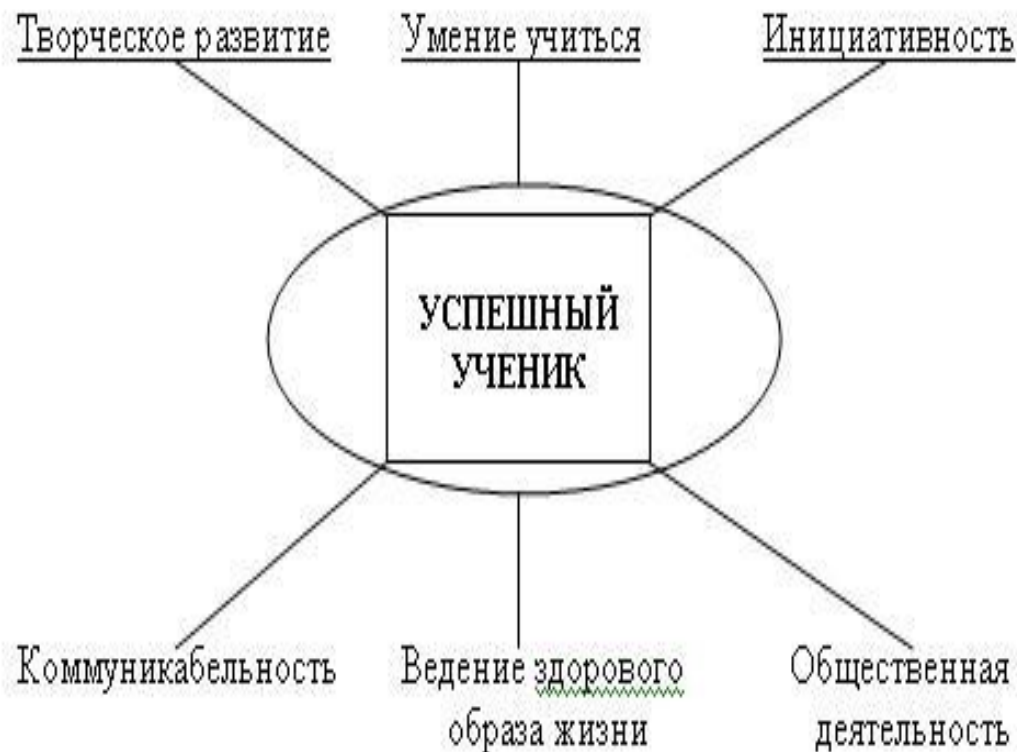 Творческое развитие
Умение учиться
Инициативность
УСПЕШНЫЙ
УЧЕНИК
Коммуникабельность
Ведение здорового
образа жизни
Общественная
деятельность